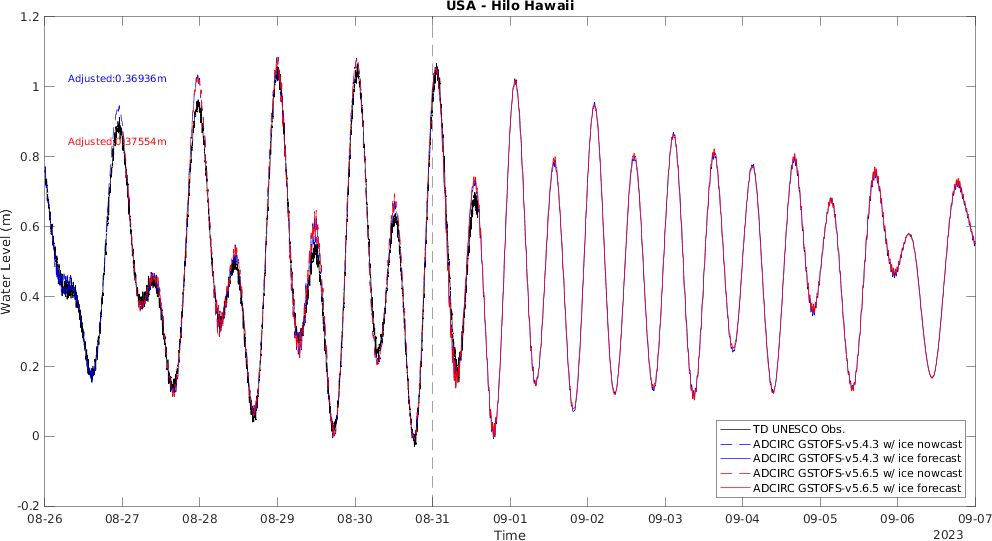 USA - Hilo Hawaii
1.2
1
0.8
0.6
0.4
0.2
0
-0.2
Water Level (m)
Adjusted:0.36936m
Adjusted:0.37554m
TD UNESCO Obs.
ADCIRC GSTOFS-v5.4.3 w/ ice nowcast
ADCIRC GSTOFS-v5.4.3 w/ ice forecast
ADCIRC GSTOFS-v5.6.5 w/ ice nowcast
ADCIRC GSTOFS-v5.6.5 w/ ice forecast
08-26 08-27 08-28 08-29 08-30 08-31 09-01 09-02 09-03 09-04 09-05 09-06 09-07
Time
2023